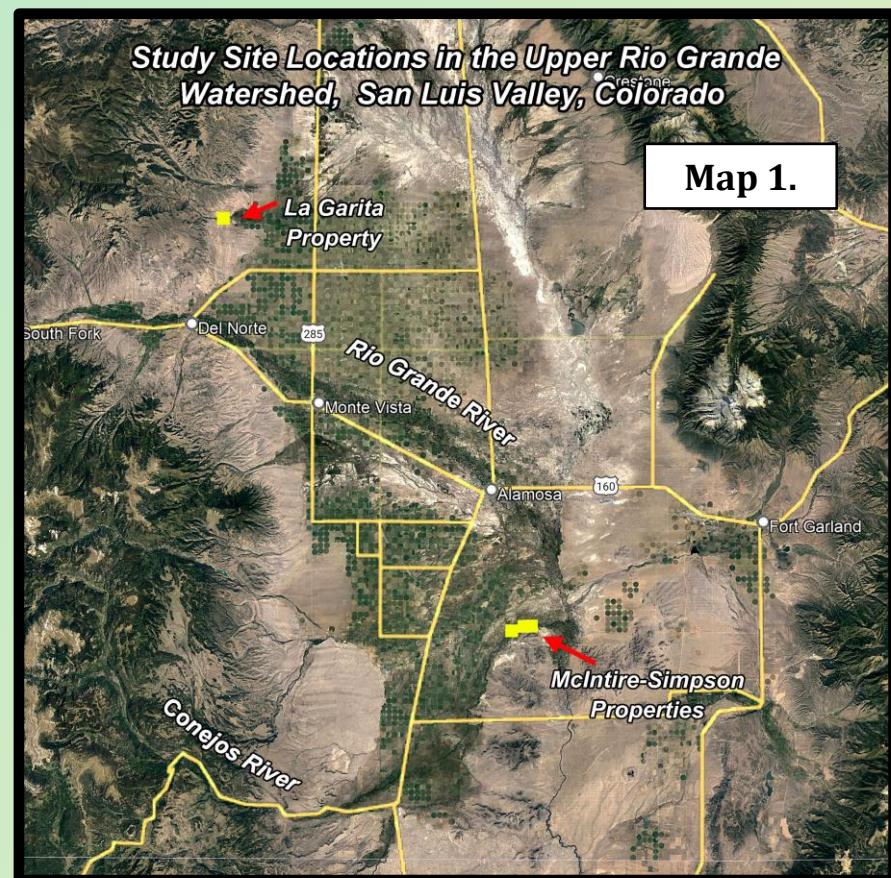 Study Site Locations in the Upper Rio Grande
Watershed, San Luis Valley, Colorado
Crestone
Map 1.
La Garita
Property
South Fork
Del Norte
285
Rio Grande River
Monte Vista
Alamosa
160
Fort Garland
McIntire-Simpson
Properties
Conejos River